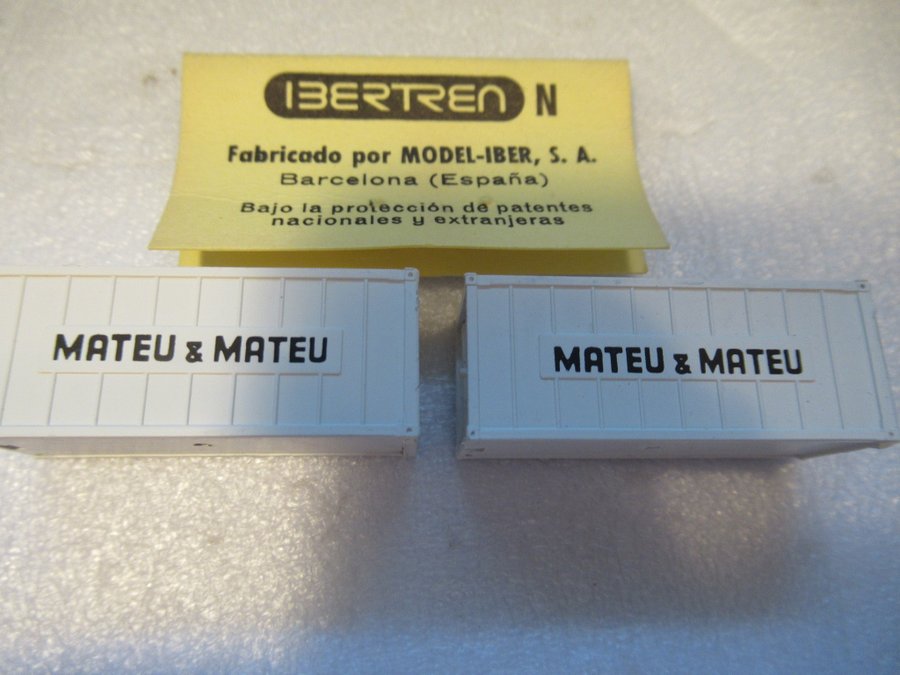 IBERTREN N
Fabricado por MODEL-IBER, S. A.
Barcelona (España)
Bajo la protección de patentes
nacionales y extranjeras
MATEU & MATEU
MATEU & MATEU